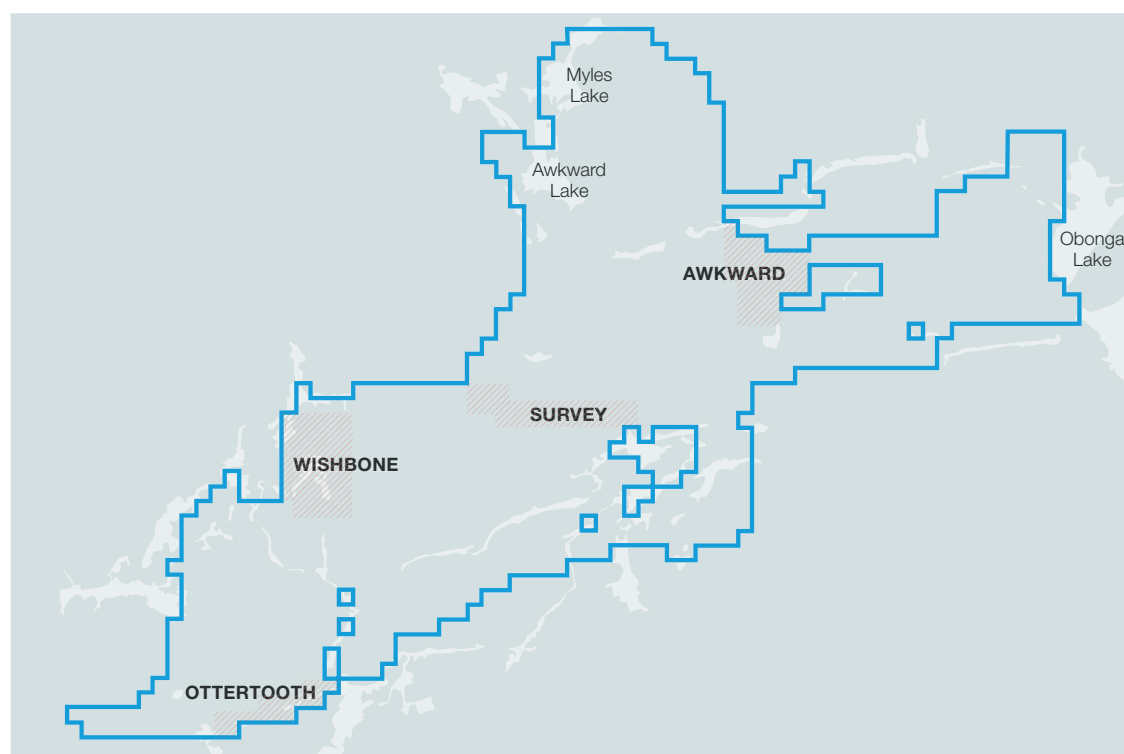 Myles
Lake
Awkward
Lake
Obonga
Lake
AWKWARD
SURVEY
WISHBONE
OTTERTOOTH